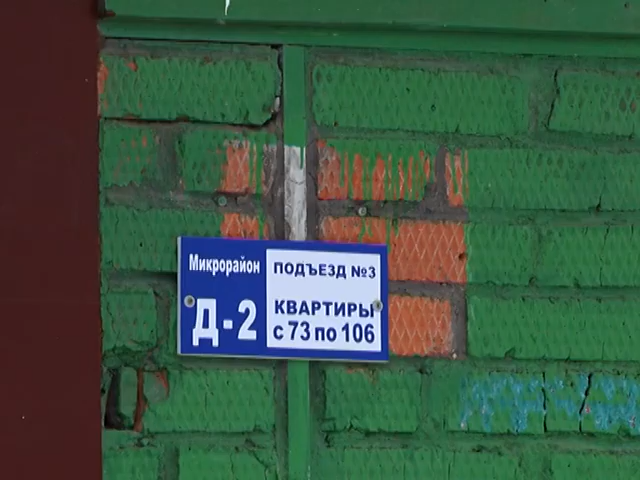 Микрорайон
Д-2
ПОДЪЕЗД №3
КВАРТИРЫ
с 73 по 106